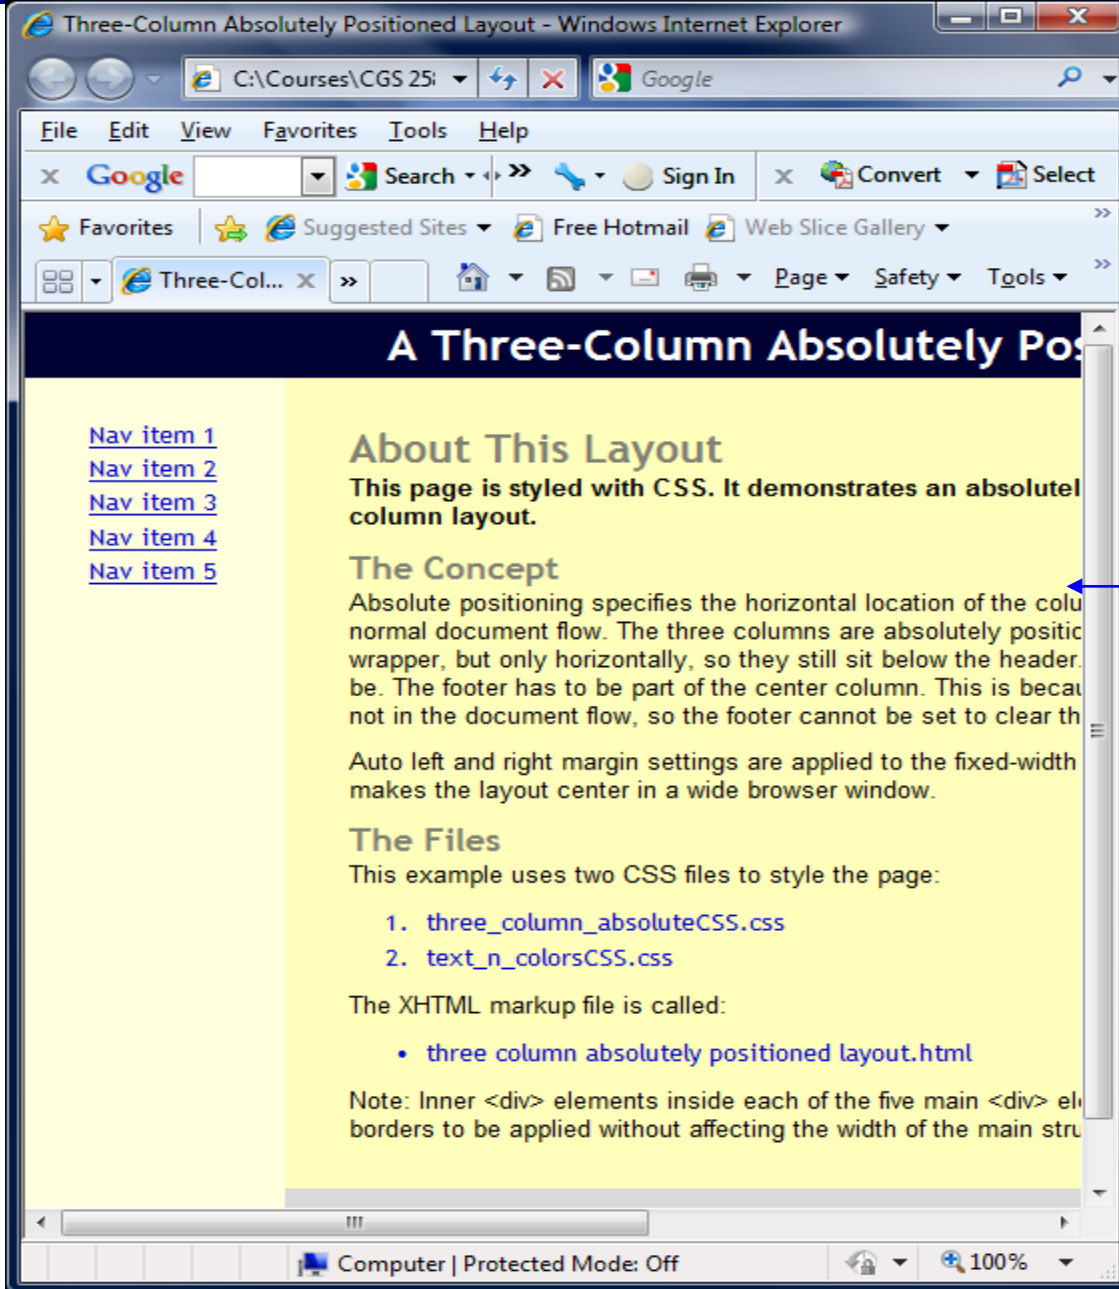 Three-Column Absolutely Positioned Layout - Windows Internet Explorer
C:\Courses\CGS 25 Google
File Edit View Favorites Tools Help
x Google Search » Sign In x Convert Select
Favorites Suggested Sites Free Hotmail Web Slice Gallery »
Three-Col... x » Page Safety Tools »
A Three-Column Absolutely Pos
Nav item 1
Nav item 2
Nav item 3
Nav item 4
Nav item 5
About This Layout
This page is styled with CSS. It demonstrates an absolutel
column layout.
The Concept
Absolute positioning specifies the horizontal location of the colu
normal document flow. The three columns are absolutely positio
wrapper, but only horizontally, so they still sit below the header.
be. The footer has to be part of the center column. This is becau
not in the document flow, so the footer cannot be set to clear th
Auto left and right margin settings are applied to the fixed-width
makes the layout center in a wide browser window.
The Files
This example uses two CSS files to style the page:
1. three_column_absoluteCSS.css
2. text_n_colorsCSS.css
The XHTML markup file is called:
• three column absolutely positioned layout.html
Note: Inner <div> elements inside each of the five main <div> ele
borders to be applied without affecting the width of the main stru
Computer | Protected Mode: Off 100%